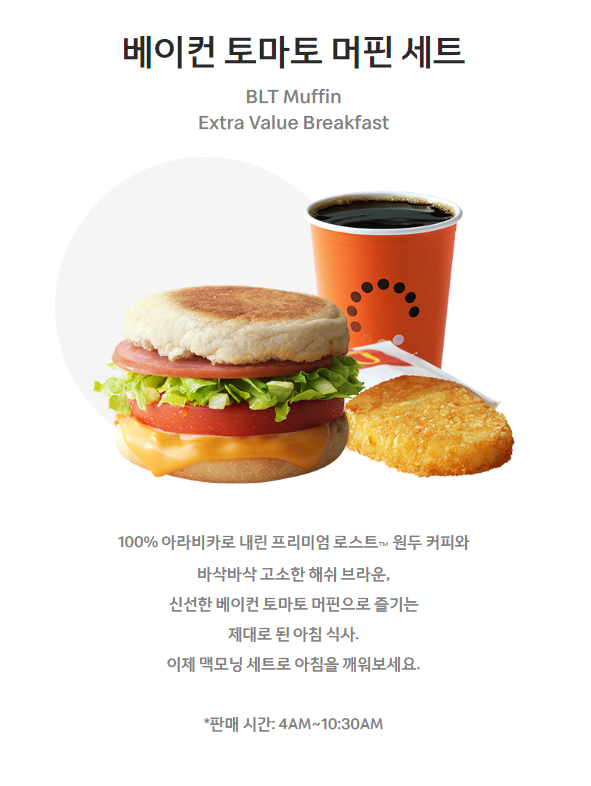 베이컨 토마토 머핀 세트
BLT Muffin
Extra Value Breakfast
100% 아라비카로 내린 프리미엄 로스트™ 원두 커피와
바삭바삭 고소한 해쉬 브라운,
신선한 베이컨 토마토 머핀으로 즐기는
제대로 된 아침 식사.
이제 맥모닝 세트로 아침을 깨워보세요.
*판매 시간: 4AM~10:30AM